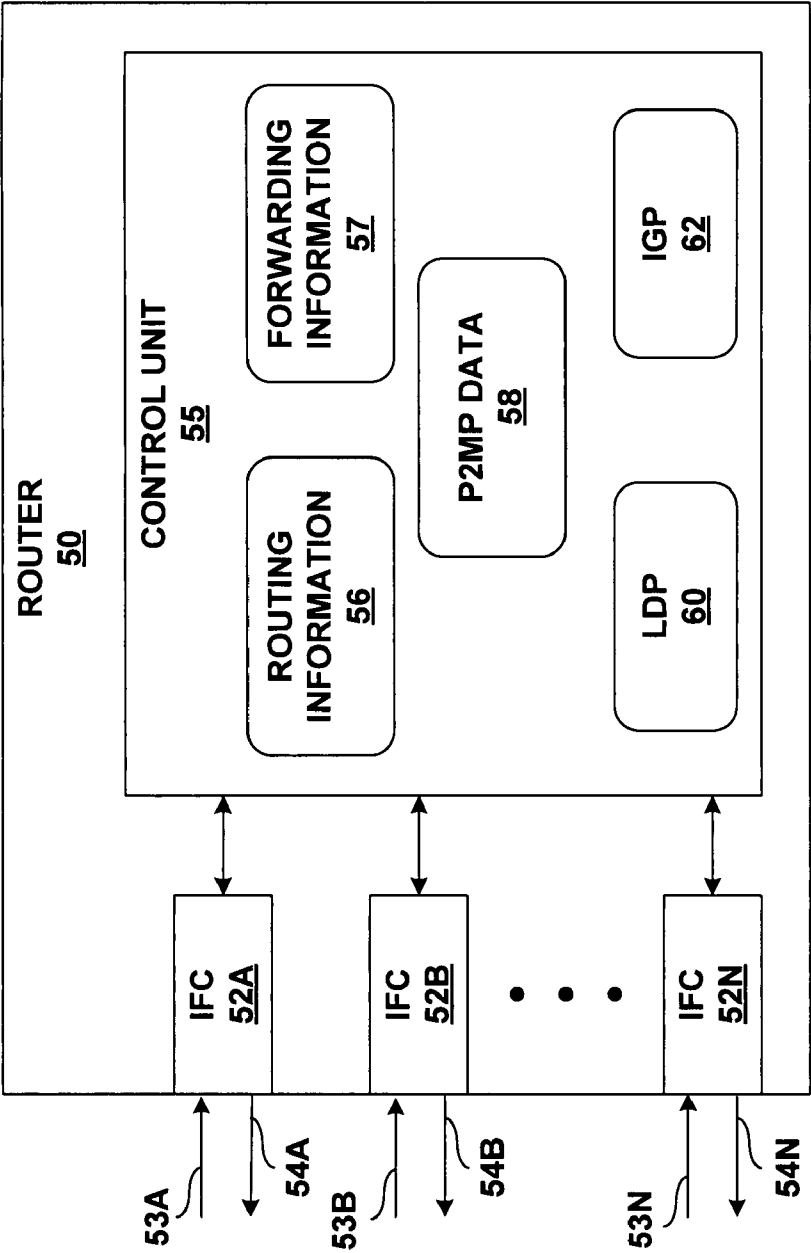 ROUTER
50
CONTROL UNIT
55
ROUTING
INFORMATION
56
FORWARDING
INFORMATION
57
P2MP DATA
58
LDP
60
IGP
62
IFC
52A
IFC
52B
IFC
52N
53A
54A
53B
54B
53N
54N